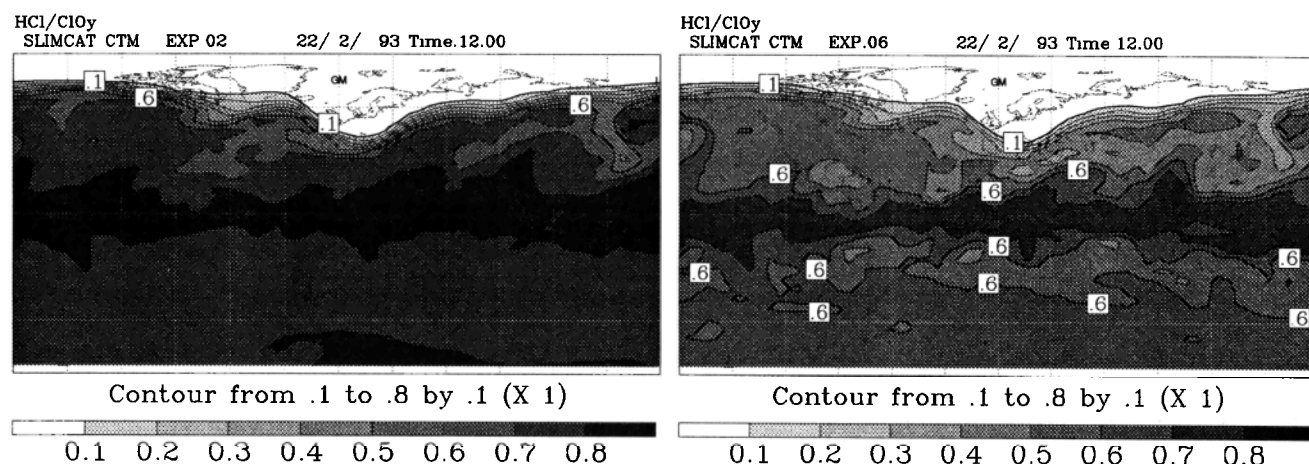 HCl/ClOy
SLIMCAT CTM EXP 02 22/ 2/ 93 Time.12.00
.1
.6
GM
.1
.6
Contour from .1 to .8 by .1 (X 1)
0.1 0.2 0.3 0.4 0.5 0.6 0.7 0.8
HCl/ClOy
SLIMCAT CTM EXP.06 22/ 2/ 93 Time 12.00
.1
GM
.1
.6
.6
.6
.6
.6
.6
.6
.6
.6
.6
Contour from .1 to .8 by .1 (X 1)
0.1 0.2 0.3 0.4 0.5 0.6 0.7 0.8